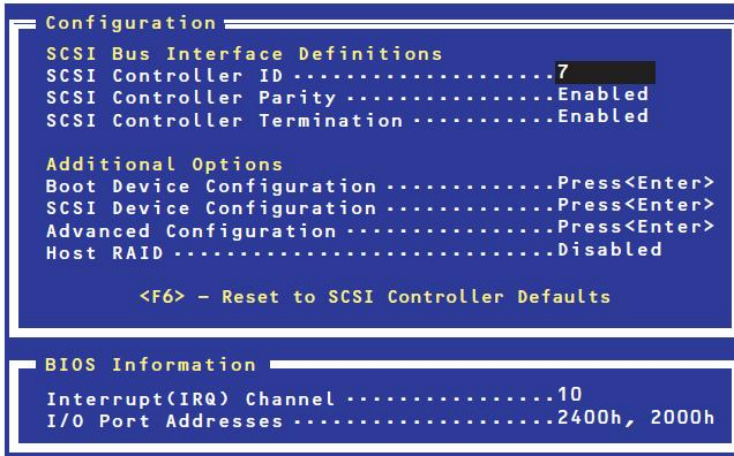 Configuration
SCSI Bus Interface Definitions
SCSI Controller ID ····················7
SCSI Controller Parity ················Enabled
SCSI Controller Termination ···········Enabled
Additional Options
Boot Device Configuration ·············Press<Enter>
SCSI Device Configuration ·············Press<Enter>
Advanced Configuration ················Press<Enter>
Host RAID ·····························Disabled
<F6> – Reset to SCSI Controller Defaults
BIOS Information
Interrupt(IRQ) Channel ·················10
I/O Port Addresses ····················2400h, 2000h